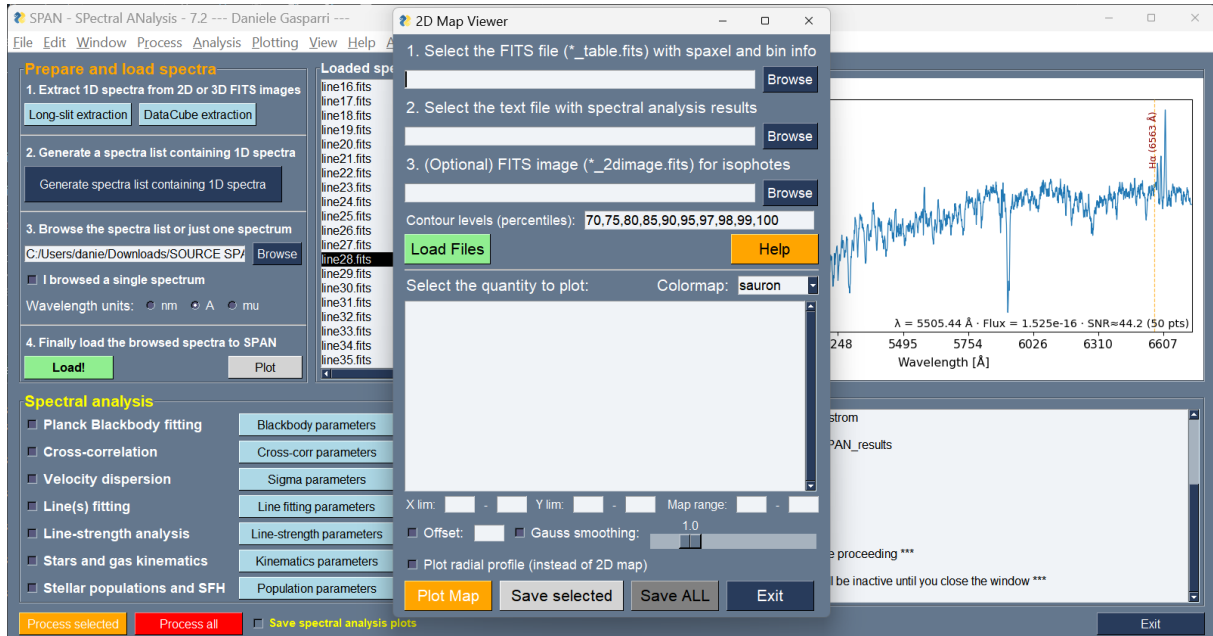 SPAN - SPectral ANalysis - 7.2 --- Daniele Gasparri ---
File Edit Window Process Analysis Plotting View Help
Prepare and load spectra
1. Extract 1D spectra from 2D or 3D FITS images
Long-slit extraction DataCube extraction
2. Generate a spectra list containing 1D spectra
Generate spectra list containing 1D spectra
3. Browse the spectra list or just one spectrum
C:/Users/danie/Downloads/SOURCE Browse
I browsed a single spectrum
Wavelength units: nm A mu
4. Finally load the browsed spectra to SPAN
Load! Plot
Loaded
line16.fits
line17.fits
line18.fits
line19.fits
line20.fits
line21.fits
line22.fits
line23.fits
line24.fits
line25.fits
line26.fits
line27.fits
line28.fits
line29.fits
line30.fits
line31.fits
line32.fits
line33.fits
line34.fits
line35.fits
Spectral analysis
Planck Blackbody fitting Blackbody parameters
Cross-correlation Cross-corr parameters
Velocity dispersion Sigma parameters
Line(s) fitting Line fitting parameters
Line-strength analysis Line-strength parameters
Stars and gas kinematics Kinematics parameters
Stellar populations and SFH Population parameters
Process selected Process all Save spectral analysis plots
2D Map Viewer
1. Select the FITS file (*_table.fits) with spaxel and bin info
Browse
2. Select the text file with spectral analysis results
Browse
3. (Optional) FITS image (*_2dimage.fits) for isophotes
Browse
Contour levels (percentiles): 70,75,80,85,90,95,97,98,99,100
Load Files Help
Select the quantity to plot: Colormap: sauron
X lim: - Y lim: - Map range: -
Offset: Gauss smoothing: 1.0
Plot radial profile (instead of 2D map)
Plot Map Save selected Save ALL Exit
Hα (6563 Å)
λ = 5505.44 Å · Flux = 1.525e-16 · SNR≈44.2 (50 pts)
248 5495 5754 6026 6310 6607
Wavelength [Å]
strom
PAN_results
e proceeding ***
l be inactive until you close the window ***
Exit